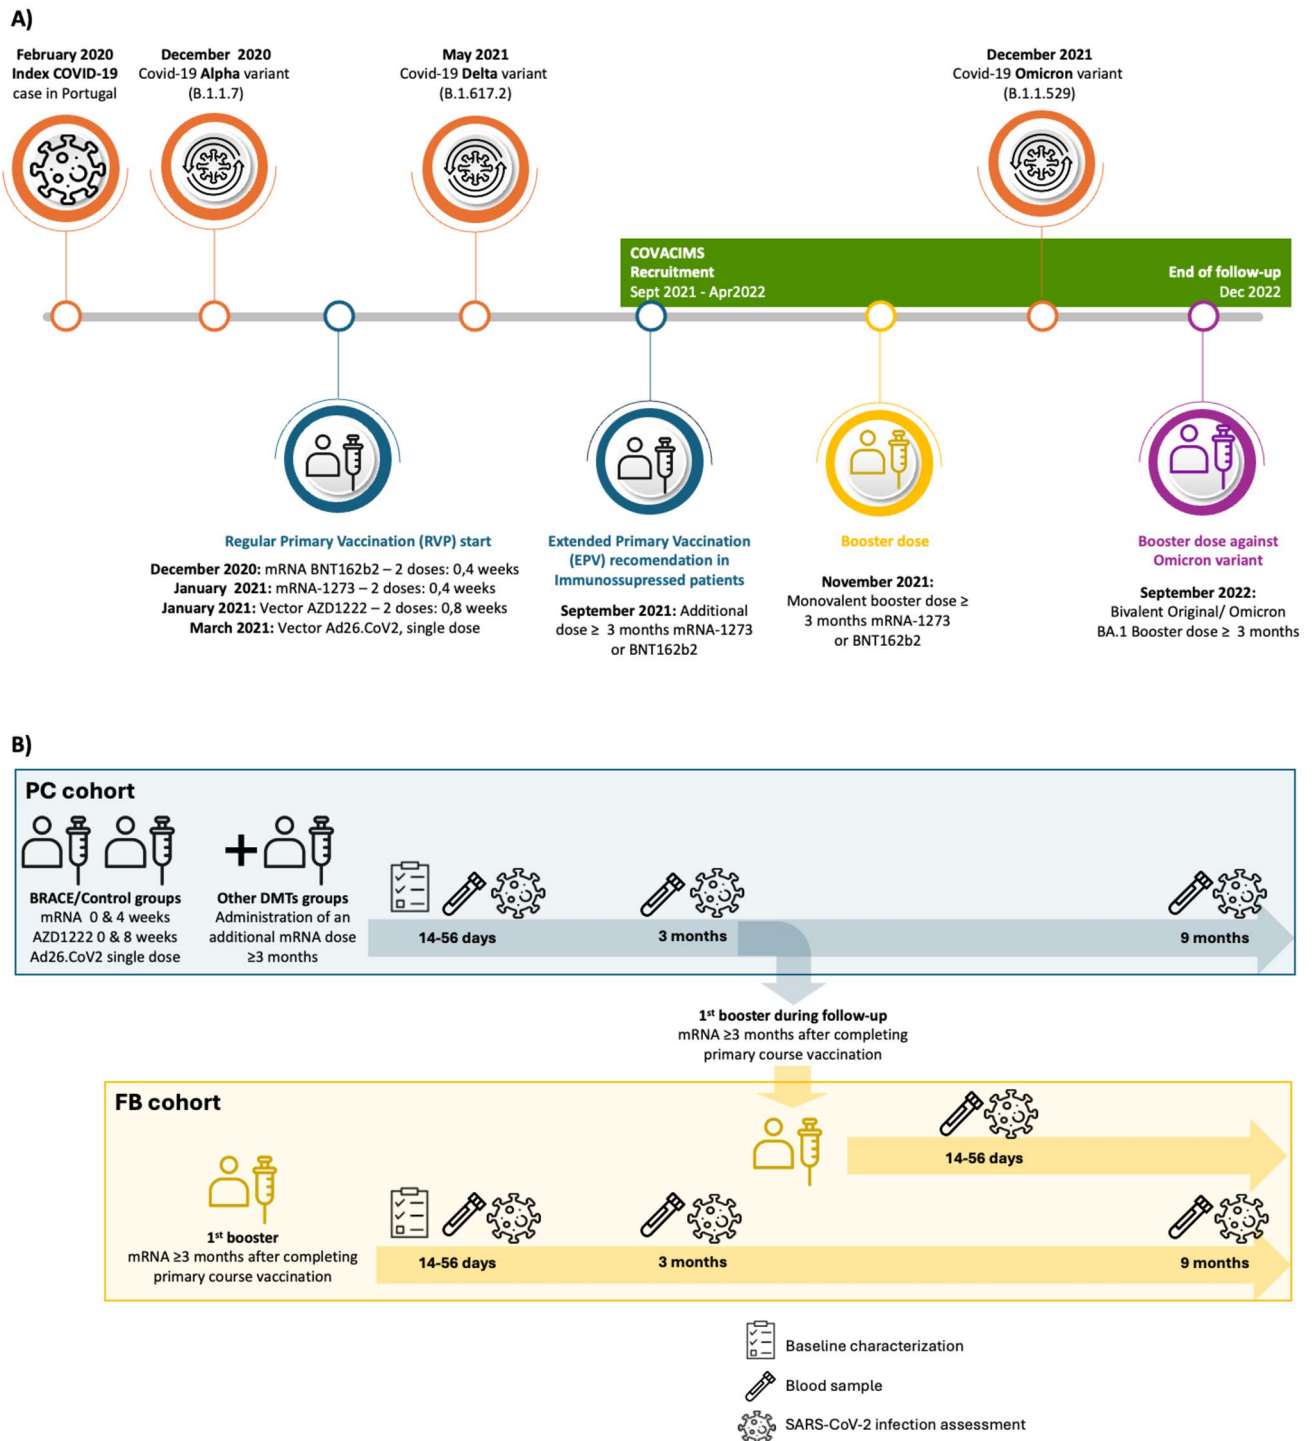 A)
February 2020
Index COVID-19
case in Portugal
December 2020
Covid-19 Alpha variant
(B.1.1.7)
May 2021
Covid-19 Delta variant
(B.1.617.2)
December 2021
Covid-19 Omicron variant
(B.1.1.529)
COVACIMS
Recruitment
Sept 2021 - Apr2022
End of follow-up
Dec 2022
Regular Primary Vaccination (RVP) start
December 2020: mRNA BNT162b2 – 2 doses: 0,4 weeks
January 2021: mRNA-1273 – 2 doses: 0,4 weeks
January 2021: Vector AZD1222 – 2 doses: 0,8 weeks
March 2021: Vector Ad26.CoV2, single dose
Extended Primary Vaccination
(EPV) recomendation in
Immunossupressed patients
September 2021: Additional
dose ≥ 3 months mRNA-1273
or BNT162b2
Booster dose
November 2021:
Monovalent booster dose ≥
3 months mRNA-1273
or BNT162b2
Booster dose against
Omicron variant
September 2022:
Bivalent Original/ Omicron
BA.1 Booster dose ≥ 3 months
B)
PC cohort
BRACE/Control groups
mRNA 0 & 4 weeks
AZD1222 0 & 8 weeks
Ad26.CoV2 single dose
+
Other DMTs groups
Administration of an
additional mRNA dose
≥3 months
14-56 days
3 months
9 months
1st booster during follow-up
mRNA ≥3 months after completing
primary course vaccination
FB cohort
14-56 days
1st booster
mRNA ≥3 months after completing
primary course vaccination
14-56 days
3 months
9 months
Baseline characterization
Blood sample
SARS-CoV-2 infection assessment